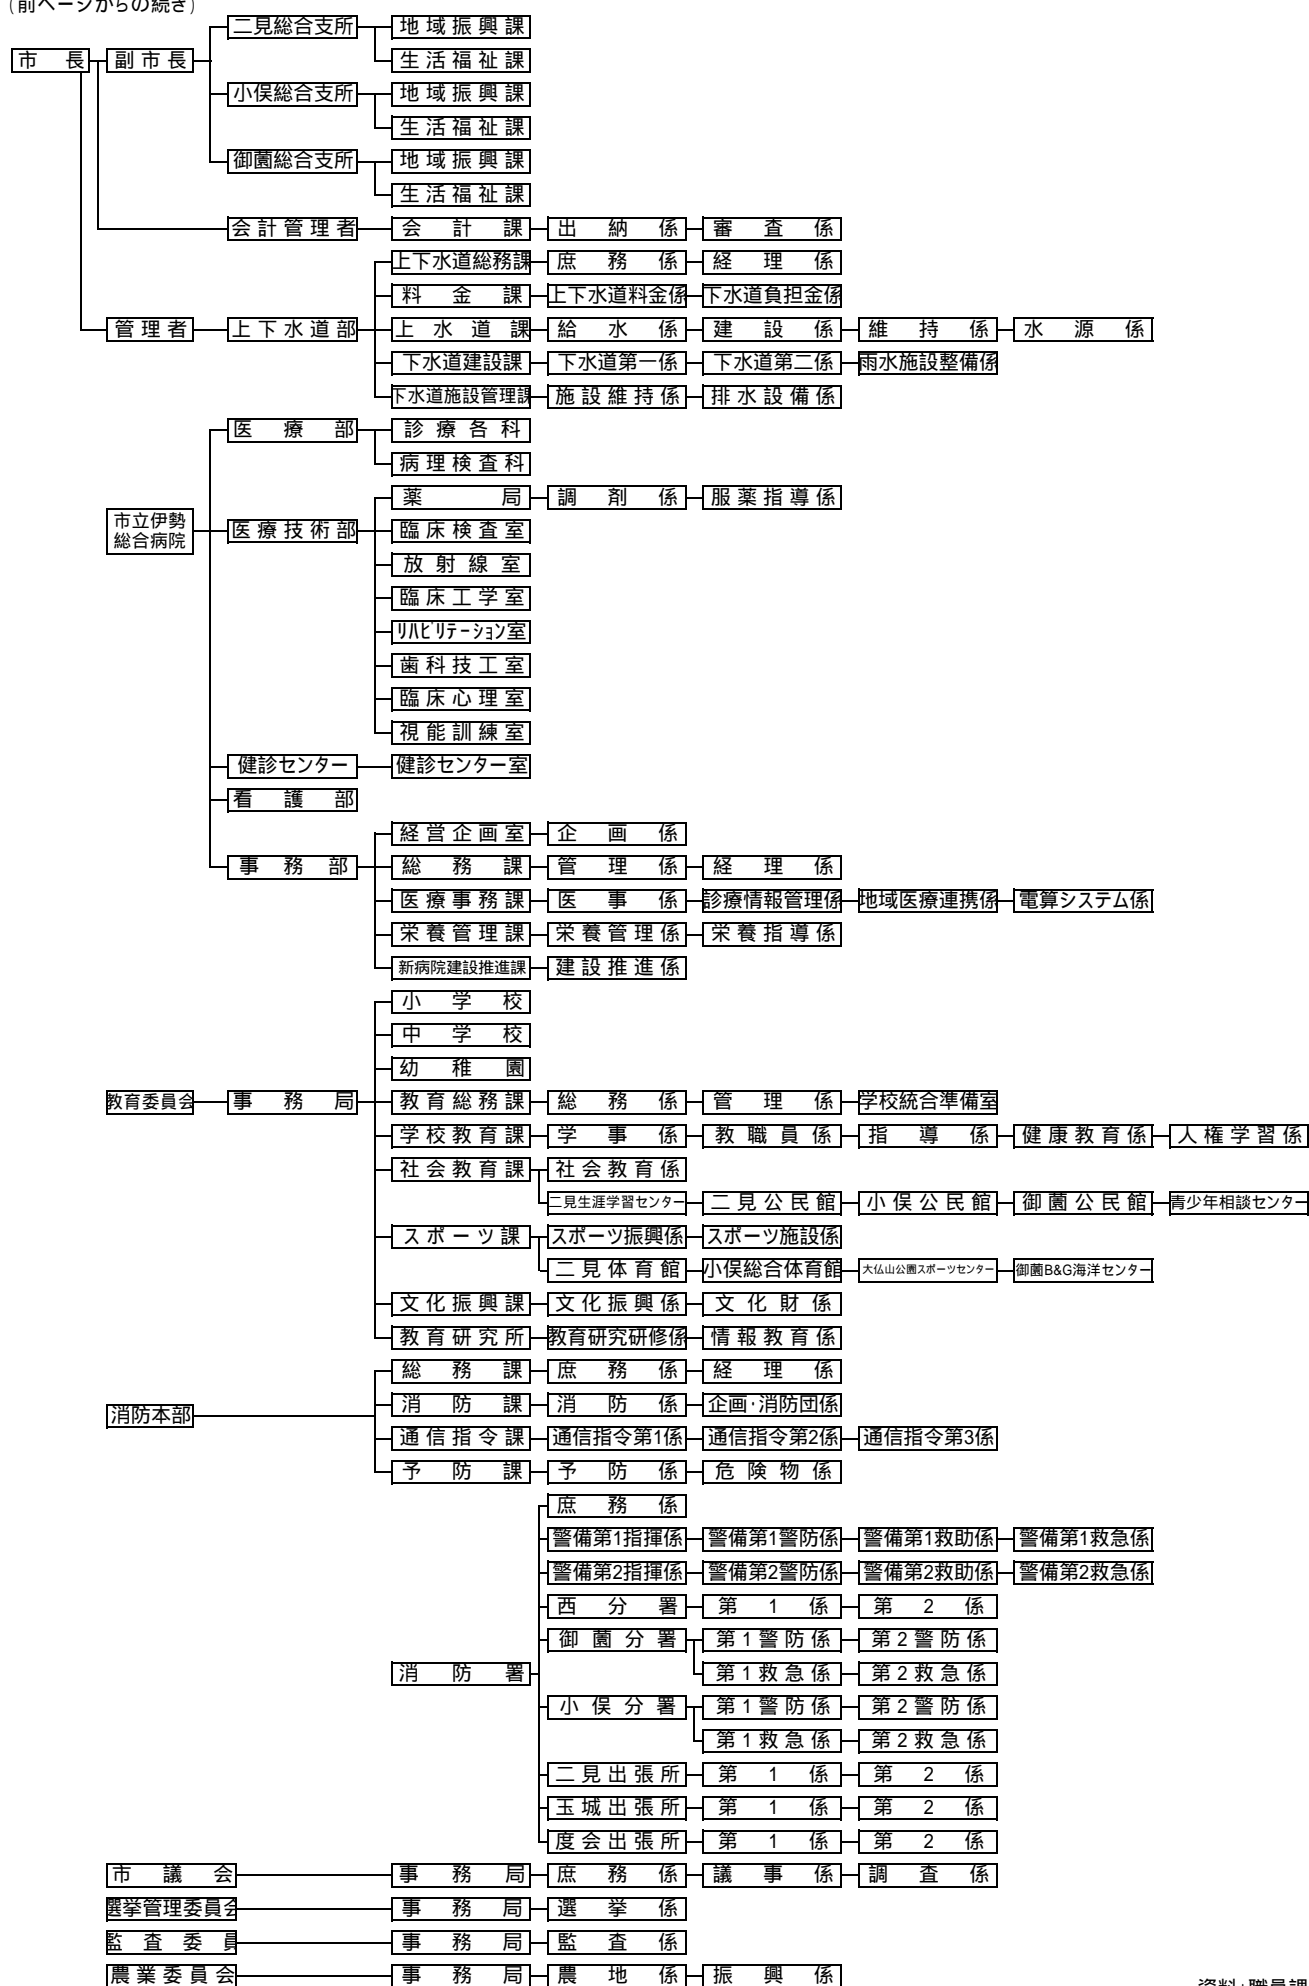 (前ページからの続き)
二見総合支所 地域振興課
市長 副市長 生活福祉課
小俣総合支所 地域振興課
生活福祉課
御薗総合支所 地域振興課
生活福祉課
会計管理者 会計課 出納係 審査係
上下水道総務課 庶務係 経理係
料金課 上下水道料金係 下水道負担金係
管理者 上下水道部 上水道課 給水係 建設係 維持係 水源係
下水道建設課 下水道第一係 下水道第二係 雨水施設整備係
下水道施設管理課 施設維持係 排水設備係
医療部 診療各科
病理検査科
薬局 調剤係 服薬指導係
市立伊勢
総合病院 医療技術部 臨床検査室
放射線室
臨床工学室
リハビリテーション室
歯科技工室
臨床心理室
視能訓練室
健診センター 健診センター室
看護部
経営企画室 企画係
事務部 総務課 管理係 経理係
医療事務課 医事係 診療情報管理係 地域医療連携係 電算システム係
栄養管理課 栄養管理係 栄養指導係
新病院建設推進課 建設推進係
小学校
中学校
幼稚園
教育委員会 事務局 教育総務課 総務係 管理係 学校統合準備室
学校教育課 学事係 教職員係 指導係 健康教育係 人権学習係
社会教育課 社会教育係
二見生涯学習センター 二見公民館 小俣公民館 御薗公民館 青少年相談センター
スポーツ課 スポーツ振興係 スポーツ施設係
二見体育館 小俣総合体育館 大仏山公園スポーツセンター 御薗B&G海洋センター
文化振興課 文化振興係 文化財係
教育研究所 教育研究研修係 情報教育係
総務課 庶務係 経理係
消防本部 消防課 消防係 企画・消防団係
通信指令課 通信指令第1係 通信指令第2係 通信指令第3係
予防課 予防係 危険物係
庶務係
警備第1指揮係 警備第1警防係 警備第1救助係 警備第1救急係
警備第2指揮係 警備第2警防係 警備第2救助係 警備第2救急係
西分署 第1係 第2係
御薗分署 第1警防係 第2警防係
消防署 第1救急係 第2救急係
小俣分署 第1警防係 第2警防係
第1救急係 第2救急係
二見出張所 第1係 第2係
玉城出張所 第1係 第2係
度会出張所 第1係 第2係
市議会 事務局 庶務係 議事係 調査係
選挙管理委員会 事務局 選挙係
監査委員 事務局 監査係
農業委員会 事務局 農地係 振興係
資料:職員課